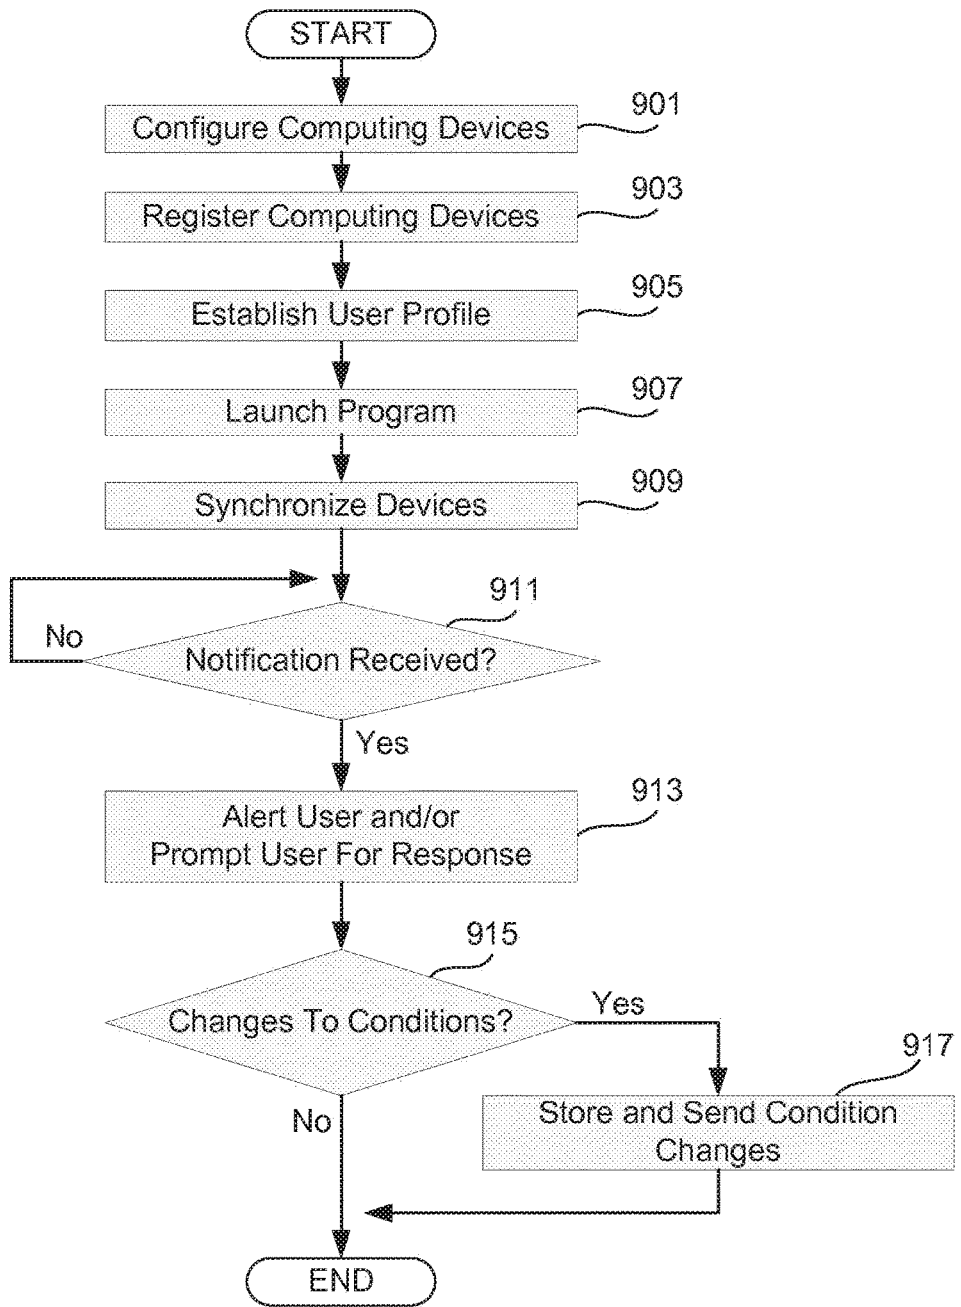 START
901
Configure Computing Devices
903
Register Computing Devices
905
Establish User Profile
907
Launch Program
909
Synchronize Devices
911
No
Notification Received?
Yes
913
Alert User and/or
Prompt User For Response
915
Changes To Conditions?
Yes
917
No
Store and Send Condition
Changes
END